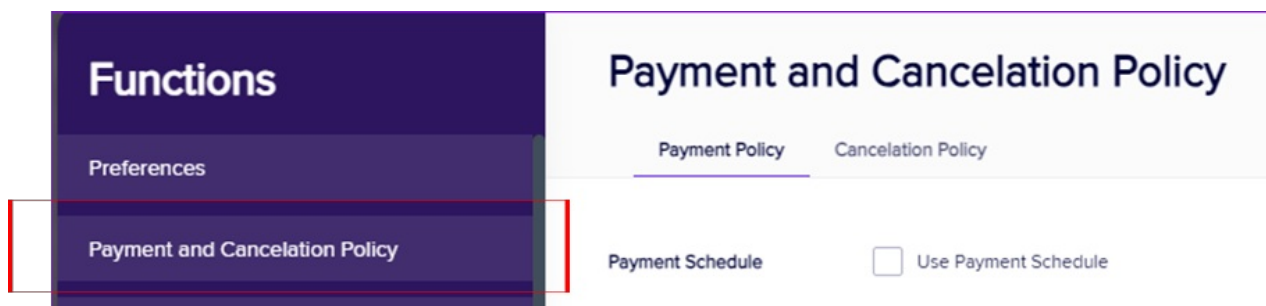 Functions
Preferences
Payment and Cancelation Policy
Payment and Cancelation Policy
Payment Policy Cancelation Policy
Payment Schedule Use Payment Schedule